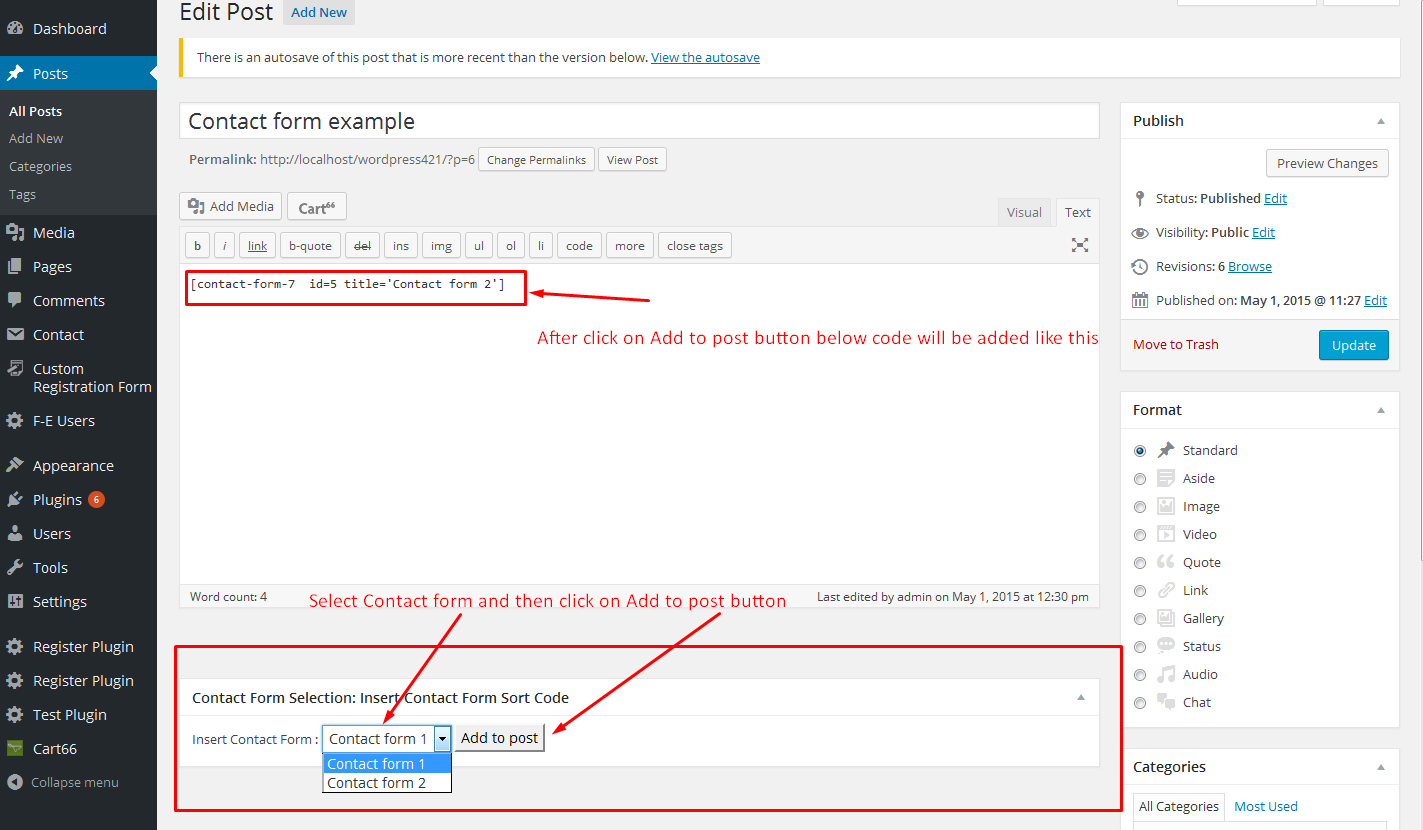 Dashboard
Posts
All Posts
Add New
Categories
Tags
Media
Pages
Comments
Contact
Custom
Registration Form
F-E Users
Appearance
Plugins 6
Users
Tools
Settings
Register Plugin
Register Plugin
Test Plugin
Cart66
Collapse menu
Edit Post Add New
There is an autosave of this post that is more recent than the version below. View the autosave
Contact form example
Permalink: http://localhost/wordpress421/?p=6 Change Permalinks View Post
Add Media Cart66 Visual Text
b i link b-quote del ins img ul ol li code more close tags
[contact-form-7  id=5 title='Contact form 2']
After click on Add to post button below code will be added like this
Word count: 4 Last edited by admin on May 1, 2015 at 12:30 pm
Select Contact form and then click on Add to post button
Contact Form Selection: Insert Contact Form Sort Code
Insert Contact Form : Contact form 1 Add to post
Contact form 1
Contact form 2
Publish
Preview Changes
Status: Published Edit
Visibility: Public Edit
Revisions: 6 Browse
Published on: May 1, 2015 @ 11:27 Edit
Move to Trash Update
Format
Standard
Aside
Image
Video
Quote
Link
Gallery
Status
Audio
Chat
Categories
All Categories Most Used